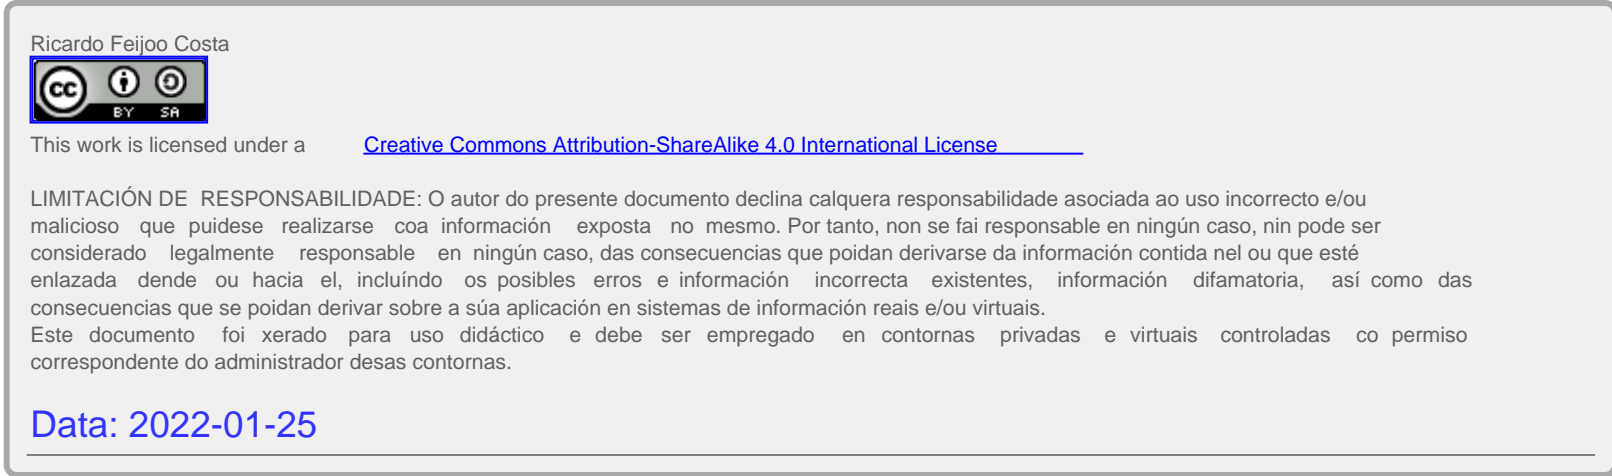 Ricardo Feijoo Costa
cc BY SA
This work is licensed under a Creative Commons Attribution-ShareAlike 4.0 International License
LIMITACIÓN DE RESPONSABILIDADE: O autor do presente documento declina calquera responsabilidade asociada ao uso incorrecto e/ou
malicioso que puidese realizarse coa información exposta no mesmo. Por tanto, non se fai responsable en ningún caso, nin pode ser
considerado legalmente responsable en ningún caso, das consecuencias que poidan derivarse da información contida nel ou que esté
enlazada dende ou hacia el, incluíndo os posibles erros e información incorrecta existentes, información difamatoria, así como das
consecuencias que se poidan derivar sobre a súa aplicación en sistemas de información reais e/ou virtuais.
Este documento foi xerado para uso didáctico e debe ser empregado en contornas privadas e virtuais controladas co permiso
correspondente do administrador desas contornas.
Data: 2022-01-25